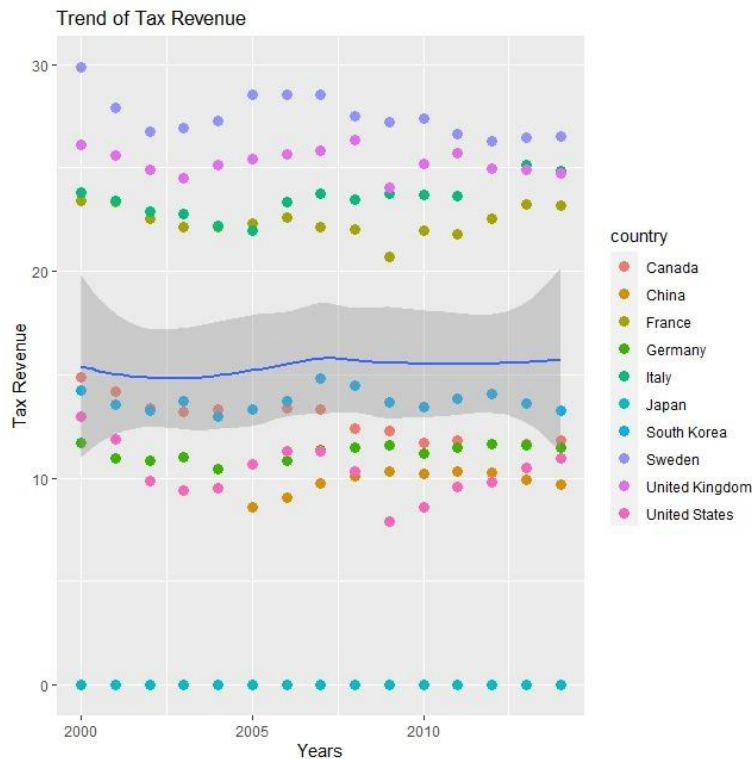 Trend of Tax Revenue
30
20
10
0
Tax Revenue
2000
2005
2010
Years
country
Canada
China
France
Germany
Italy
Japan
South Korea
Sweden
United Kingdom
United States